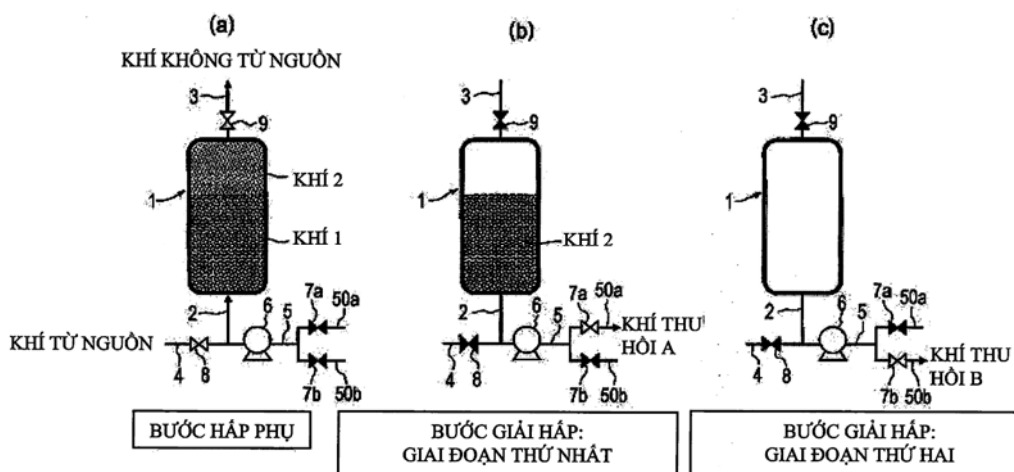 (a)
KHÍ KHÔNG TỪ NGUỒN
3
9
KHÍ 2
1
KHÍ 1
2
6
7a
50a
5
KHÍ TỪ NGUỒN
4
8
7b
50b
BƯỚC HẤP PHỤ
(b)
3
9
1
KHÍ 2
2
6
7a
50a
5
KHÍ THU
HỒI A
4
8
7b
50b
BƯỚC GIẢI HẤP:
GIAI ĐOẠN THỨ NHẤT
(c)
3
9
1
2
6
7a
50a
5
KHÍ THU
HỒI B
4
8
7b
50b
BƯỚC GIẢI HẤP:
GIAI ĐOẠN THỨ HAI